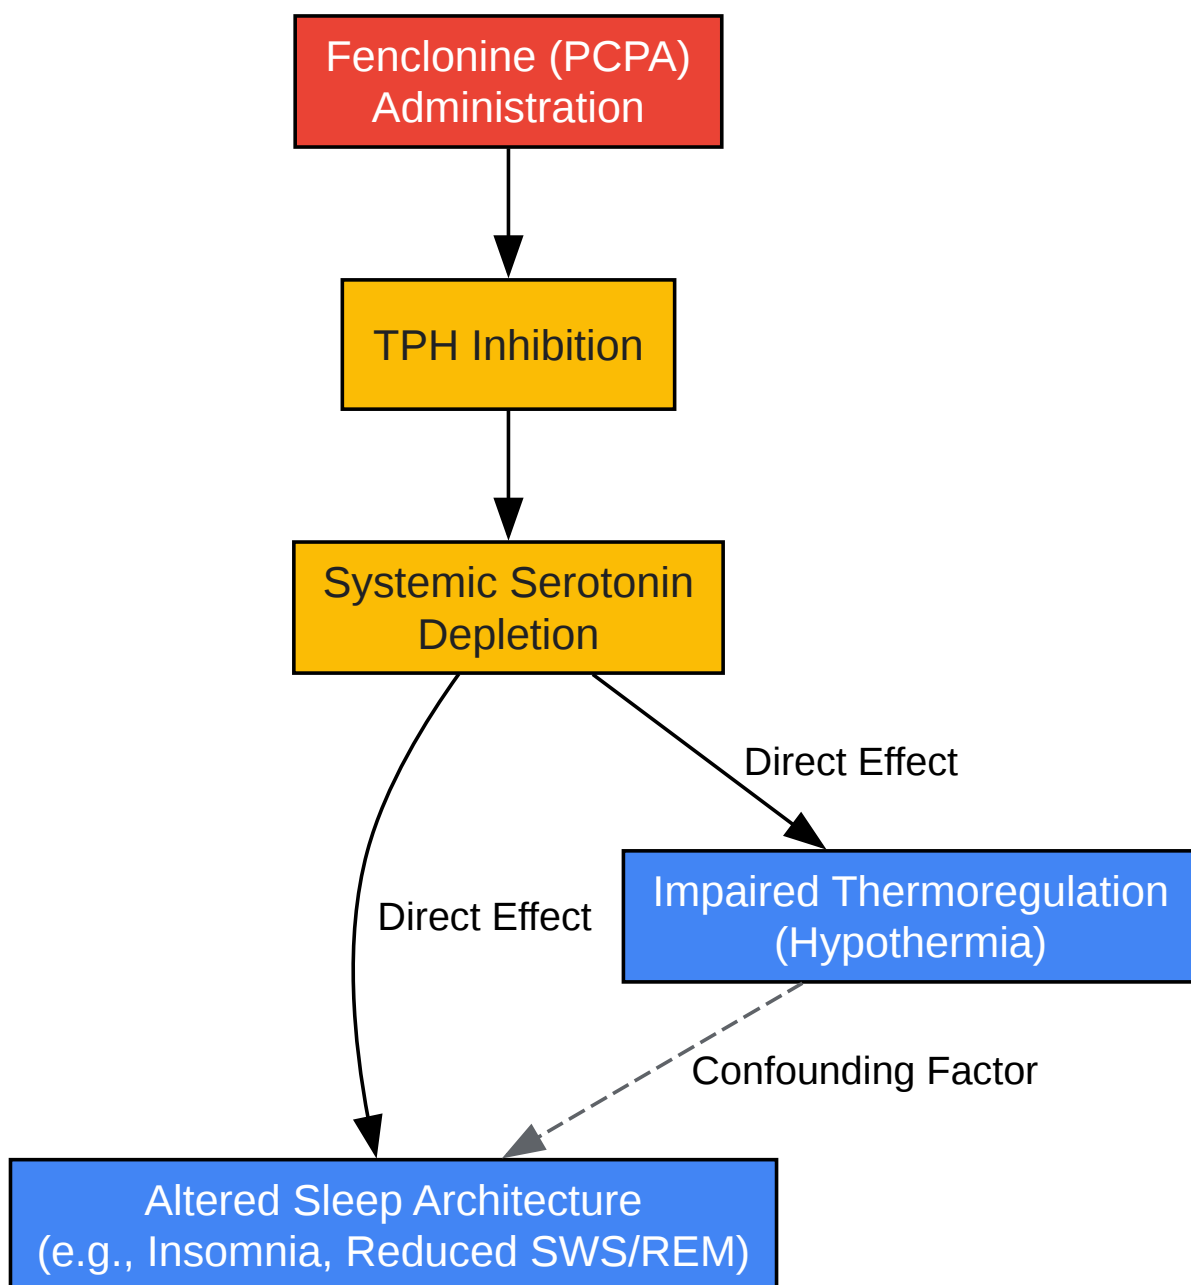 Fenclonine (PCPA)
Administration
TPH Inhibition
Systemic Serotonin
Depletion
Direct Effect
Impaired Thermoregulation
(Hypothermia)
Direct Effect
Confounding Factor
Altered Sleep Architecture
(e.g., Insomnia, Reduced SWS/REM)